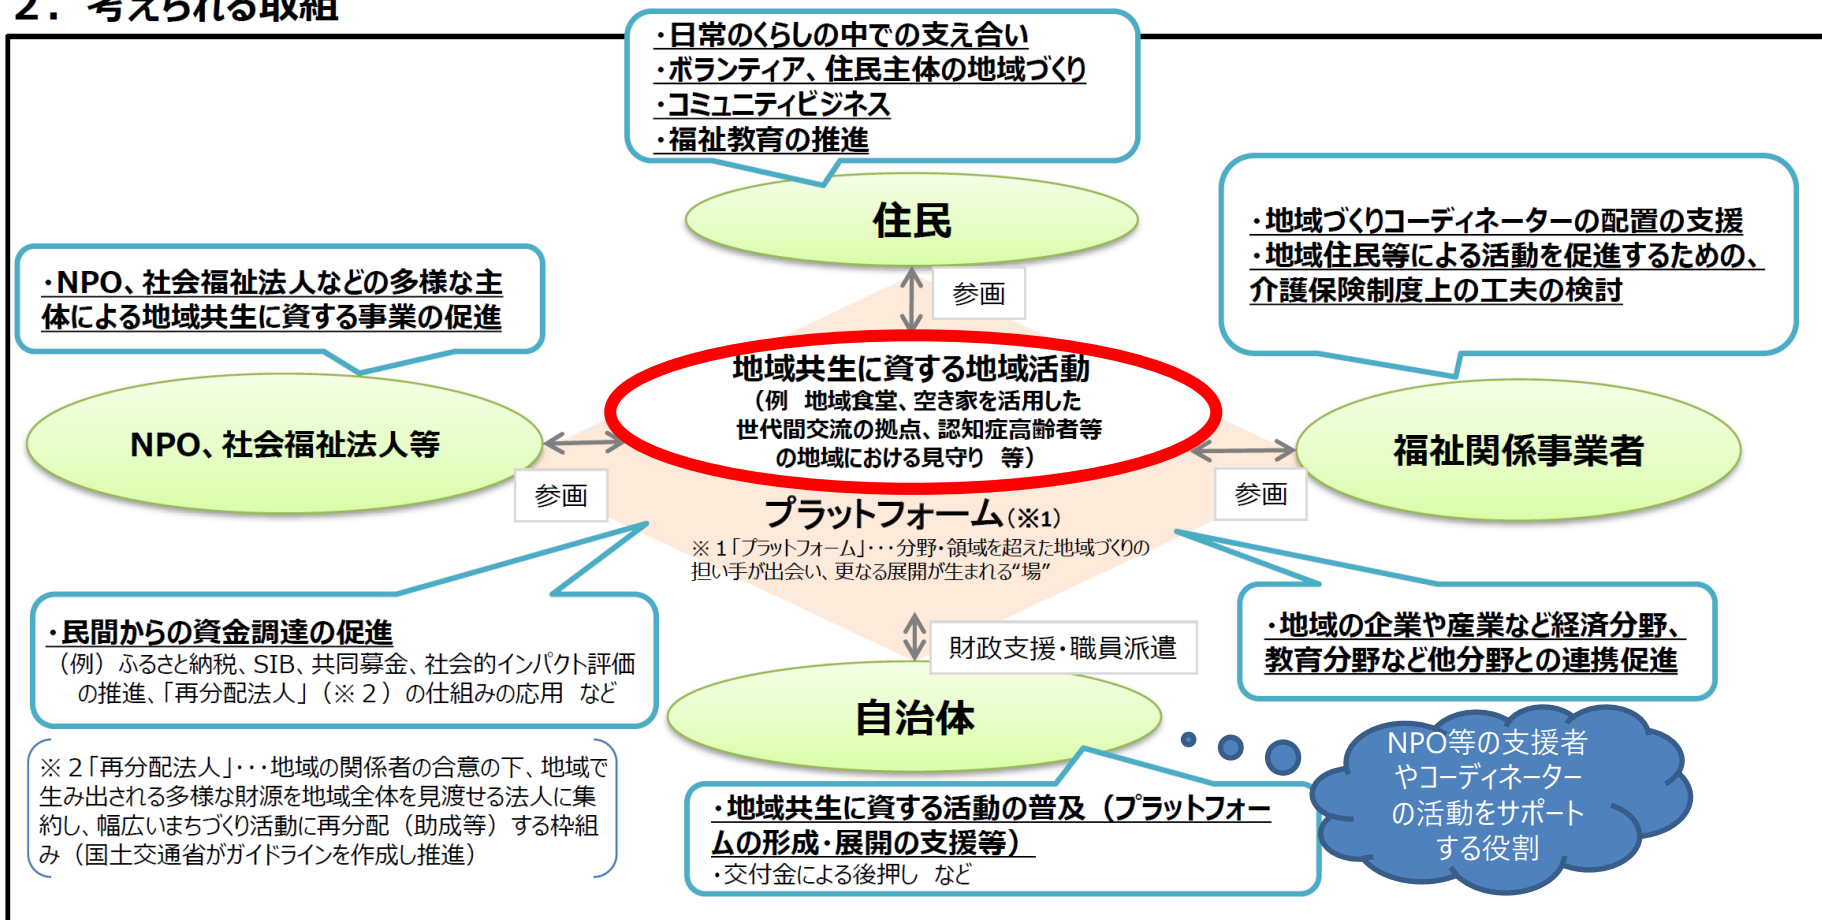 ２．考えられる取組
・日常のくらしの中での支え合い
・ボランティア、住民主体の地域づくり
・コミュニティビジネス
・福祉教育の推進
住民
・地域づくりコーディネーターの配置の支援
・地域住民等による活動を促進するための、
介護保険制度上の工夫の検討
・NPO、社会福祉法人などの多様な主
体による地域共生に資する事業の促進
参画
地域共生に資する地域活動
（例　地域食堂、空き家を活用した
世代間交流の拠点、認知症高齢者等
の地域における見守り　等）
NPO、社会福祉法人等
福祉関係事業者
参画
参画
プラットフォーム（※1）
※１「プラットフォーム」・・・分野・領域を超えた地域づくりの
担い手が出会い、更なる展開が生まれる“場”
・民間からの資金調達の促進
（例）ふるさと納税、SIB、共同募金、社会的インパクト評価
の推進、「再分配法人」（※２）の仕組みの応用　など
財政支援・職員派遣
・地域の企業や産業など経済分野、
教育分野など他分野との連携促進
自治体
※２「再分配法人」・・・地域の関係者の合意の下、地域で
生み出される多様な財源を地域全体を見渡せる法人に集
約し、幅広いまちづくり活動に再分配（助成等）する枠組
み（国土交通省がガイドラインを作成し推進）
・地域共生に資する活動の普及（プラットフォー
ムの形成・展開の支援等）
・交付金による後押し　など
NPO等の支援者
やコーディネーター
の活動をサポート
する役割